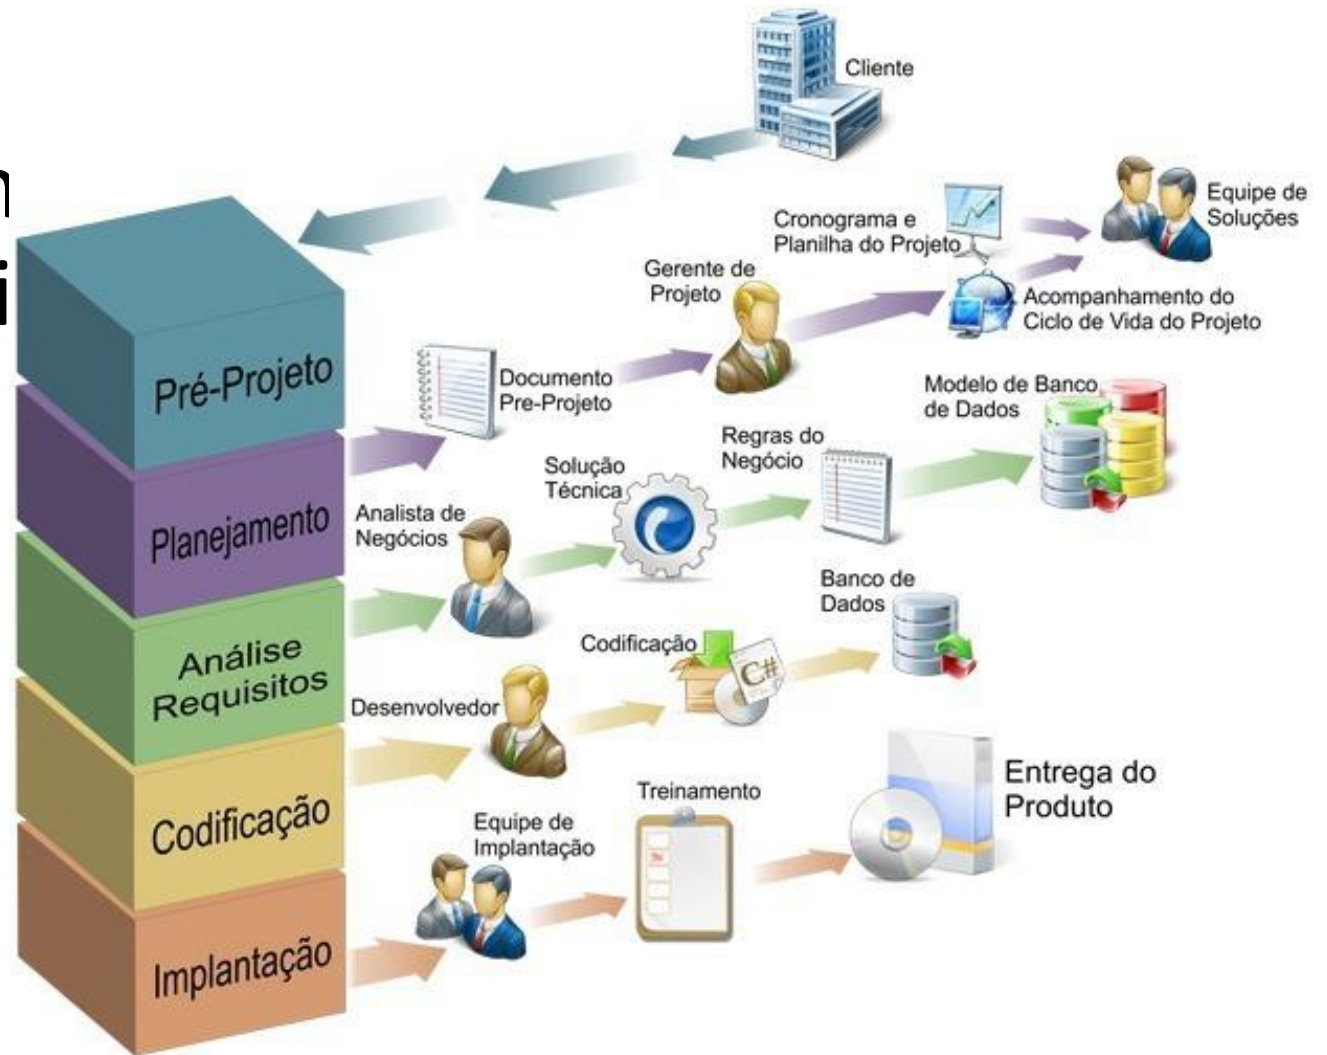 Cliente
Cronograma e
Planilha do Projeto
Equipe de
Soluções
Gerente de
Projeto
Acompanhamento do
Ciclo de Vida do Projeto
Pré-Projeto
Documento
Pre-Projeto
Modelo de Banco
de Dados
Regras do
Negócio
Solução
Técnica
Planejamento
Analista de
Negócios
Banco de
Dados
Análise
Requisitos
Codificação
C#
Desenvolvedor
Codificação
Treinamento
Entrega do
Produto
Equipe de
Implantação
Implantação